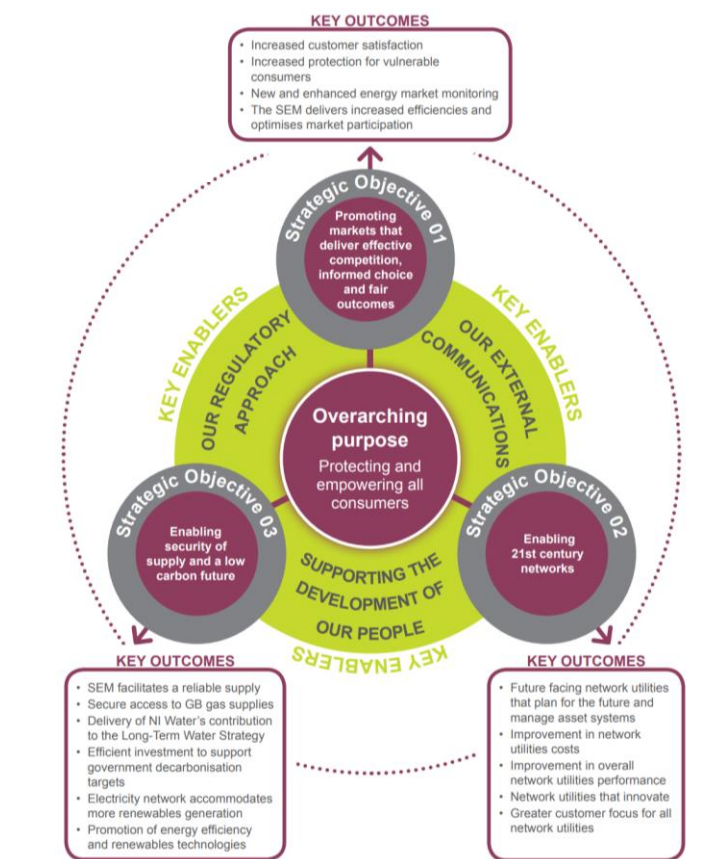 KEY OUTCOMES
• Increased customer satisfaction
• Increased protection for vulnerable
consumers
• New and enhanced energy market monitoring
• The SEM delivers increased efficiencies and
optimises market participation
Strategic Objective 01
Promoting
markets that
deliver effective
competition,
informed choice
and fair
outcomes
KEY ENABLERS
OUR REGULATORY
APPROACH
KEY ENABLERS
OUR EXTERNAL
COMMUNICATIONS
Overarching
purpose
Protecting and
empowering all
consumers
Strategic Objective 03
Enabling
security of
supply and a low
carbon future
Strategic Objective 02
Enabling
21st century
networks
SUPPORTING THE
DEVELOPMENT OF
OUR PEOPLE
KEY ENABLERS
KEY OUTCOMES
• SEM facilitates a reliable supply
• Secure access to GB gas supplies
• Delivery of NI Water's contribution
to the Long-Term Water Strategy
• Efficient investment to support
government decarbonisation
targets
• Electricity network accommodates
more renewables generation
• Promotion of energy efficiency
and renewables technologies
KEY OUTCOMES
• Future facing network utilities
that plan for the future and
manage asset systems
• Improvement in network
utilities costs
• Improvement in overall
network utilities performance
• Network utilities that innovate
• Greater customer focus for all
network utilities